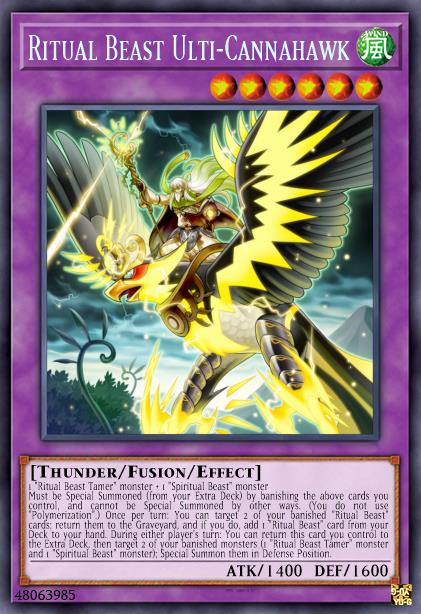 RITUAL BEAST ULTI-CANNAHAWK
WIND
風
[THUNDER/FUSION/EFFECT]
1 "Ritual Beast Tamer" monster + 1 "Spiritual Beast" monster
Must be Special Summoned (from your Extra Deck) by banishing the above cards you
control, and cannot be Special Summoned by other ways. (You do not use
"Polymerization".) Once per turn: You can target 2 of your banished "Ritual Beast"
cards; return them to the Graveyard, and if you do, add 1 "Ritual Beast" card from your
Deck to your hand. During either player's turn: You can return this card you control to
the Extra Deck, then target 2 of your banished monsters (1 "Ritual Beast Tamer" monster
and 1 "Spiritual Beast" monster); Special Summon them in Defense Position.
ATK/1400 DEF/1600
48063985